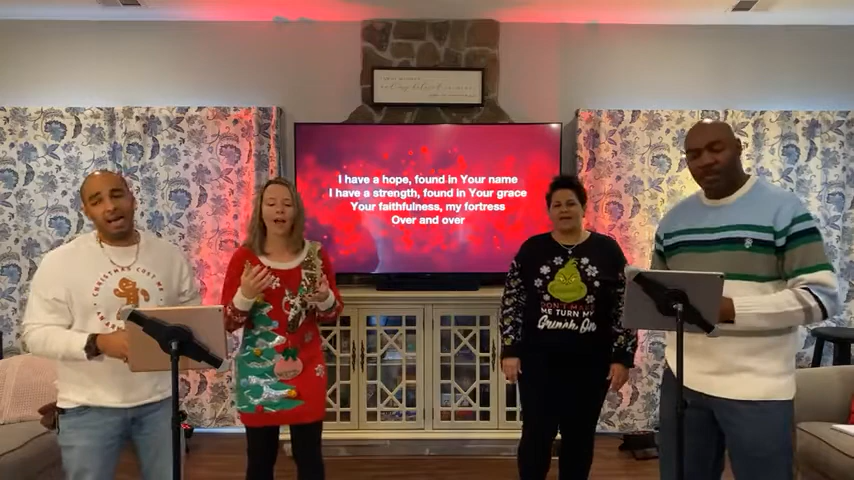 I have hope, found in Your name
I have strength, found in Your grace
Your faithfulness, my fortress
Over and over
CHRISTMAS
DON'T MAKE
ME TURN MY
Grinch On